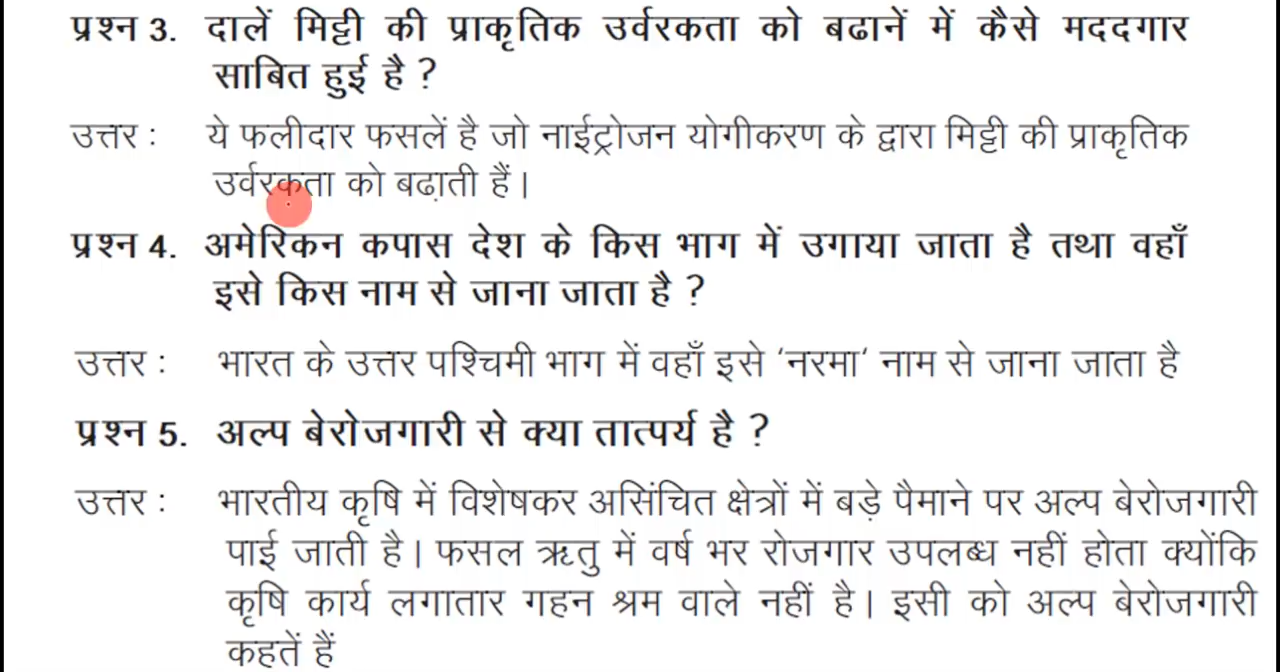 प्रश्न 3. दालें मिट्टी की प्राकृतिक उर्वरकता को बढानें में कैसे मददगार
साबित हुई है ?
उत्तर : ये फलीदार फसलें है जो नाईट्रोजन योगीकरण के द्वारा मिट्टी की प्राकृतिक
उर्वरकता को बढा़ती हैं।
प्रश्न 4. अमेरिकन कपास देश के किस भाग में उगाया जाता है तथा वहाँ
इसे किस नाम से जाना जाता है ?
उत्तर : भारत के उत्तर पश्चिमी भाग में वहाँ इसे ‘नरमा’ नाम से जाना जाता है
प्रश्न 5. अल्प बेरोजगारी से क्या तात्पर्य है ?
उत्तर : भारतीय कृषि में विशेषकर असिंचित क्षेत्रों में बड़े पैमाने पर अल्प बेरोजगारी
पाई जाती है। फसल ऋतु में वर्ष भर रोजगार उपलब्ध नहीं होता क्योंकि
कृषि कार्य लगातार गहन श्रम वाले नहीं है। इसी को अल्प बेरोजगारी
कहतें हैं